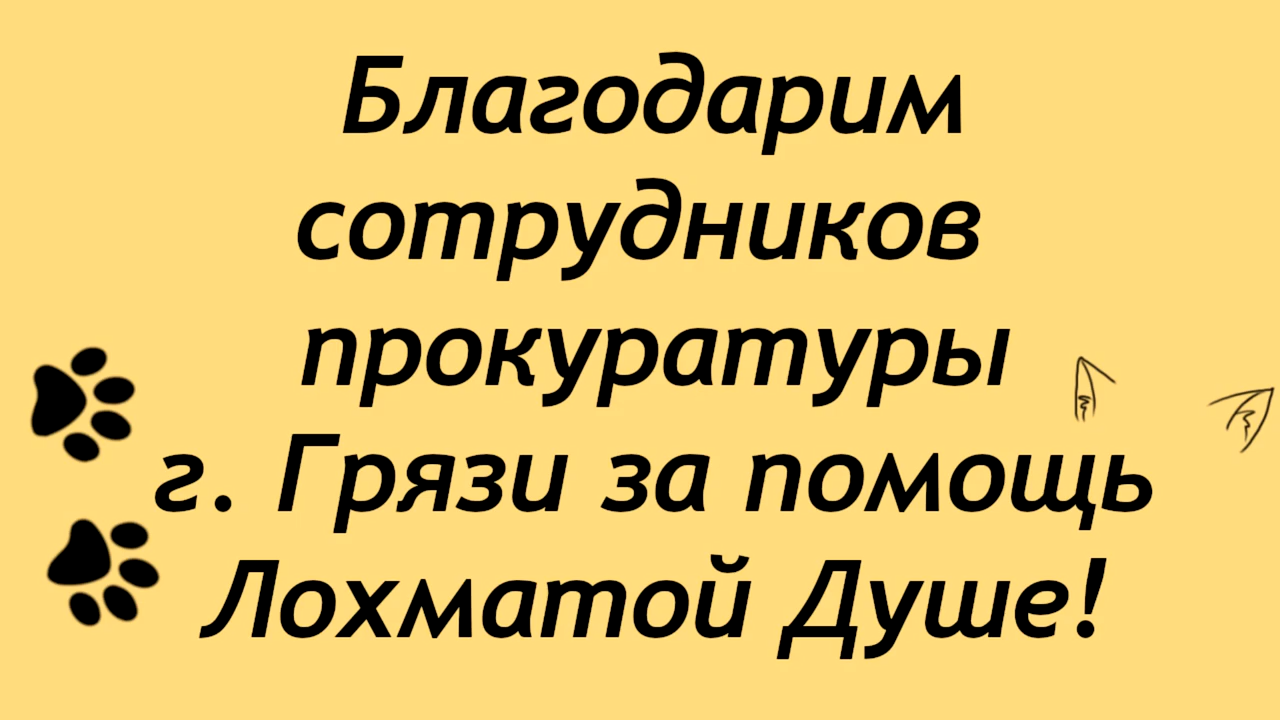 Благодарим
сотрудников
прокуратуры
г. Грязи за помощь
Лохматой Душе!